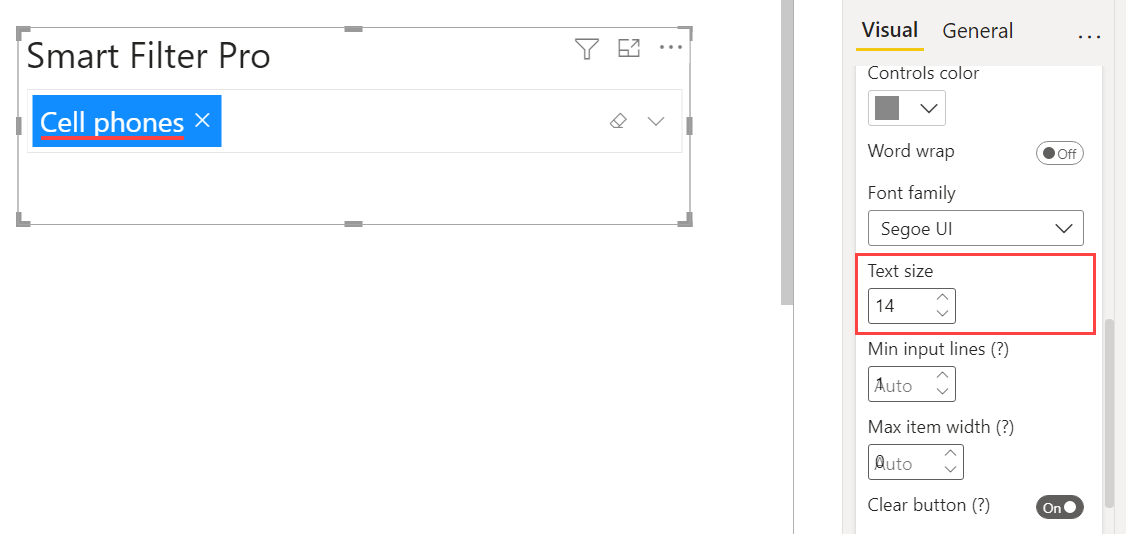 Smart Filter Pro
Cell phones
Visual General
Controls color
Word wrap
Off
Font family
Segoe UI
Text size
14
Min input lines (?)
1
Auto
Max item width (?)
0
Auto
Clear button (?)
On